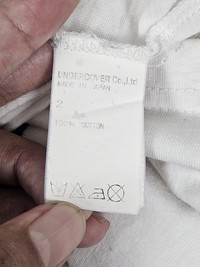 UNDERCOVER Co.,Ltd
MADE IN JAPAN
2
100% COTTON